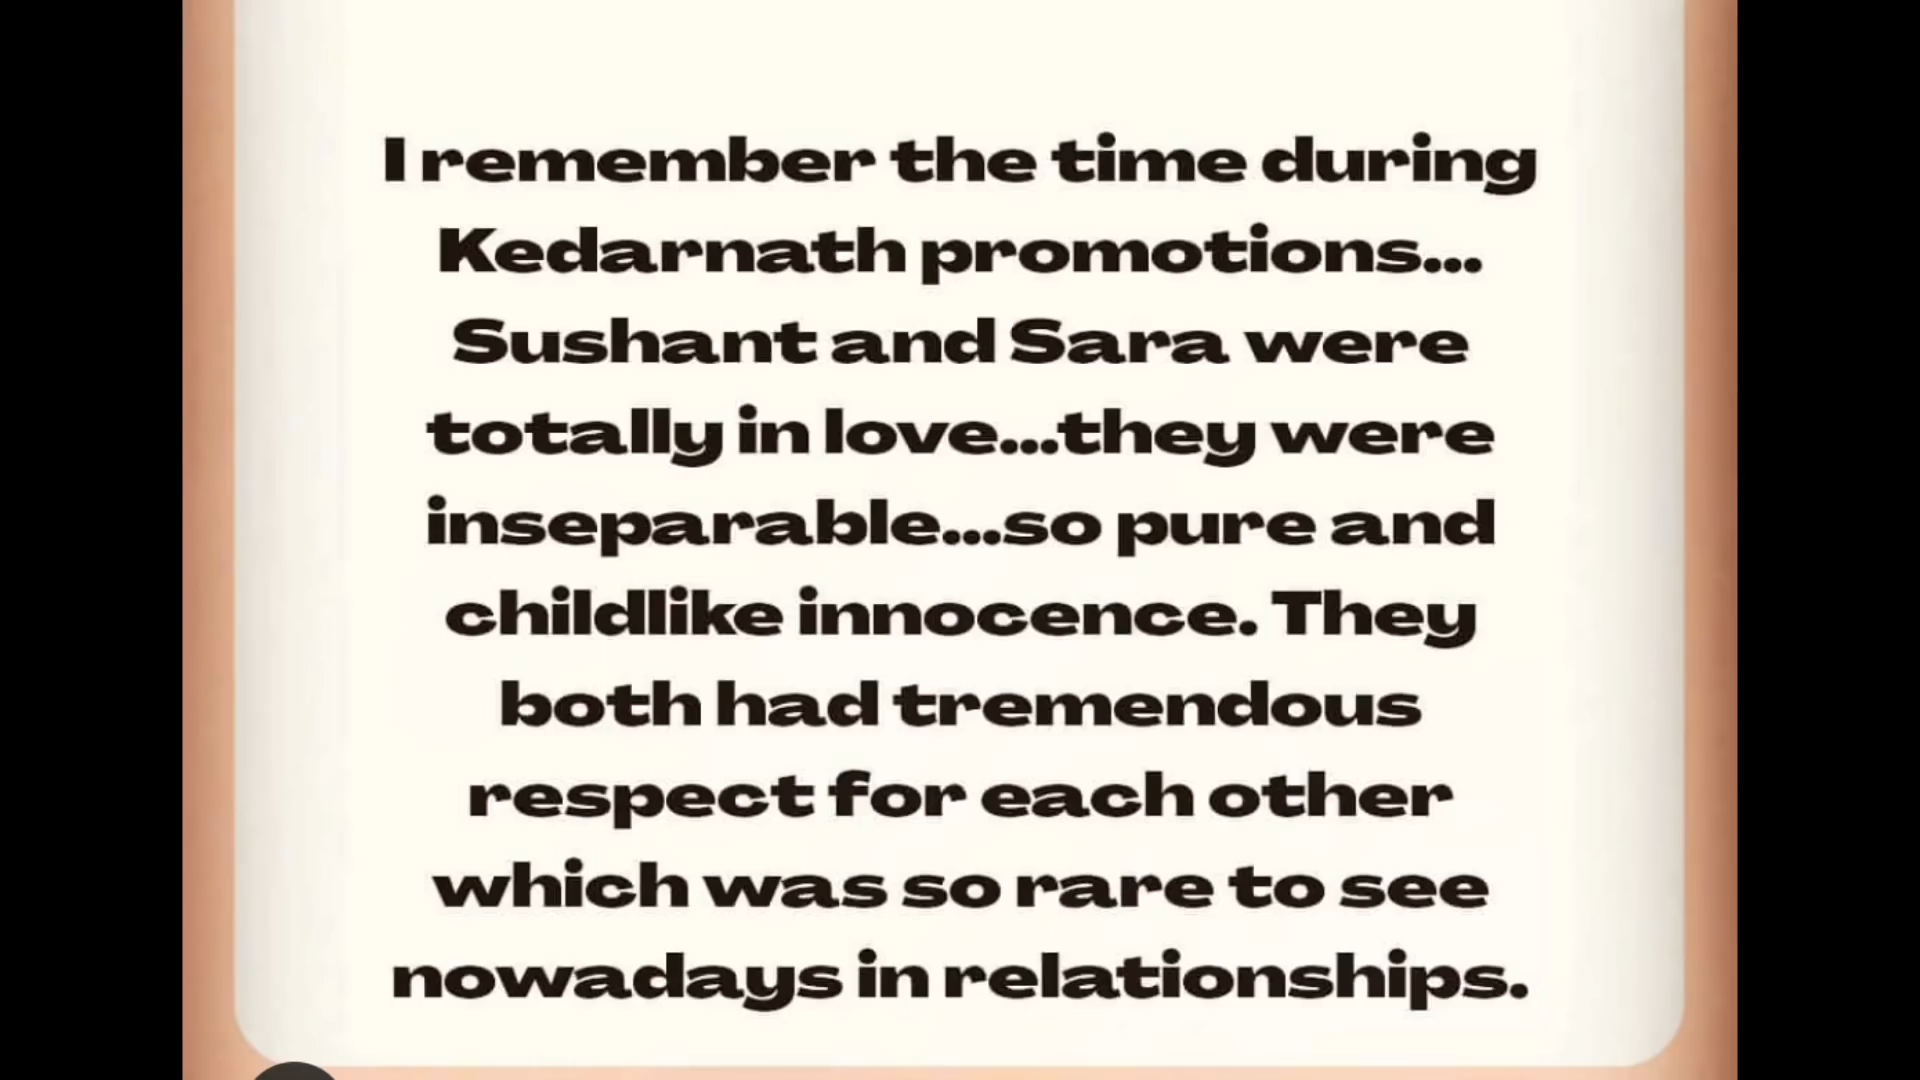 I remember the time during
Kedarnath promotions...
Sushant and Sara were
totally in love...they were
inseparable...so pure and
childlike innocence. They
both had tremendous
respect for each other
which was so rare to see
nowadays in relationships.